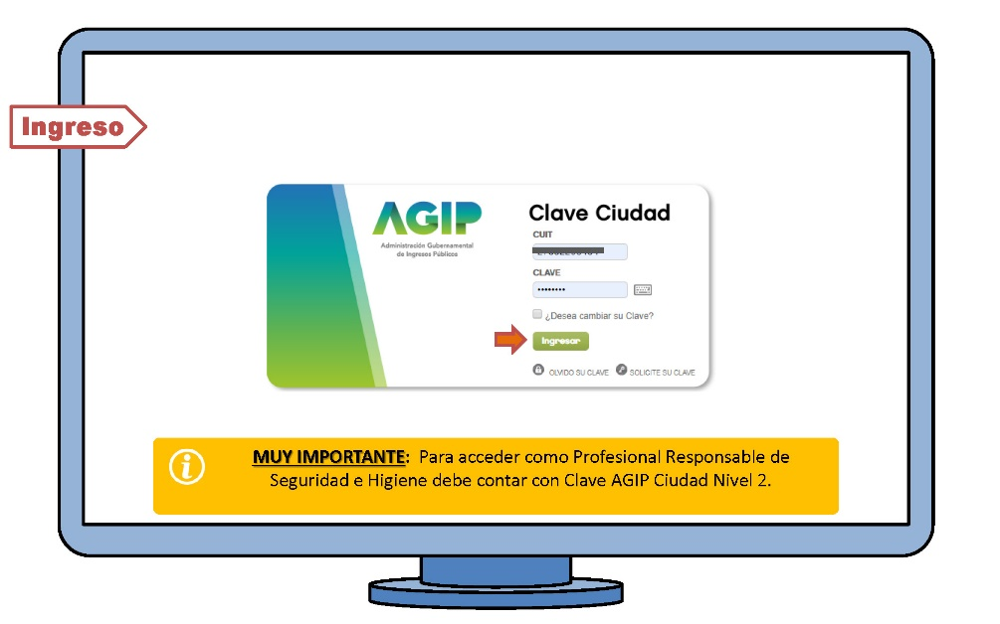 Ingreso
AGIP
Administración Gubernamental
de Ingresos Públicos
Clave Ciudad
CUIT
CLAVE
¿Desea cambiar su Clave?
Ingresar
OLVIDO SU CLAVE
SOLICITE SU CLAVE
MUY IMPORTANTE: Para acceder como Profesional Responsable de
Seguridad e Higiene debe contar con Clave AGIP Ciudad Nivel 2.